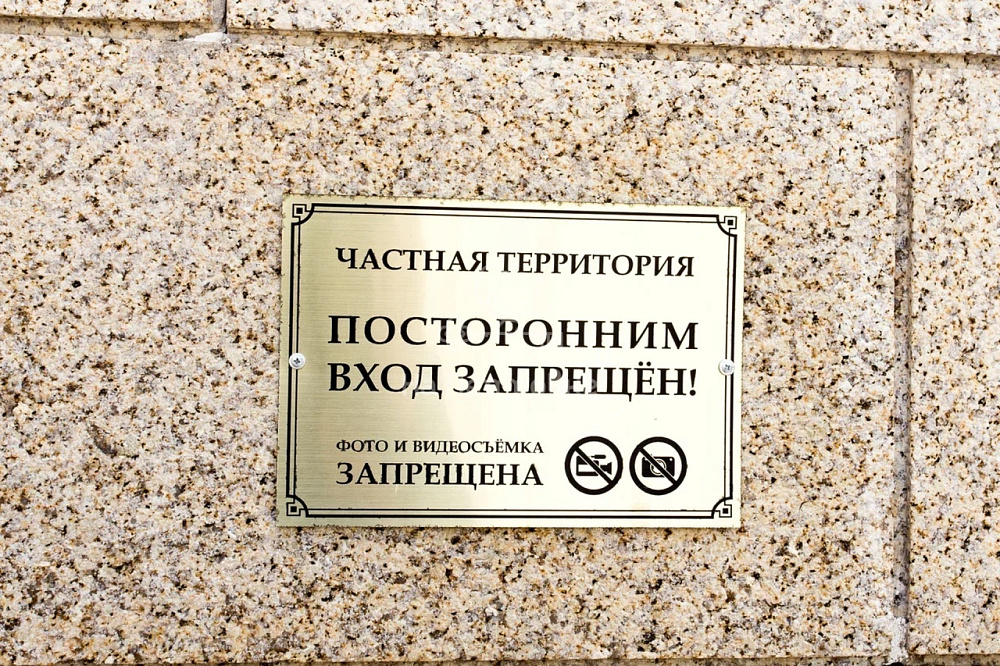 ЧАСТНАЯ ТЕРРИТОРИЯ
ПОСТОРОННИМ
ВХОД ЗАПРЕЩЁН!
ФОТО И ВИДЕОСЪЁМКА
ЗАПРЕЩЕНА